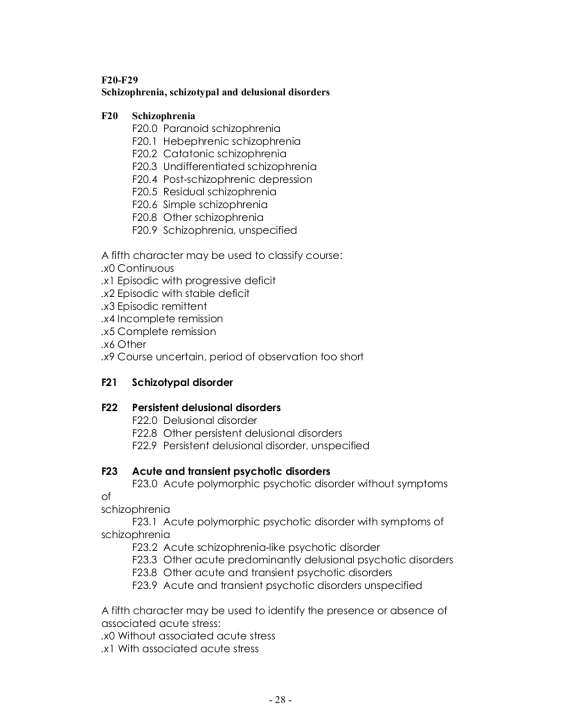 F20-F29
Schizophrenia, schizotypal and delusional disorders
F20 Schizophrenia
F20.0 Paranoid schizophrenia
F20.1 Hebephrenic schizophrenia
F20.2 Catatonic schizophrenia
F20.3 Undifferentiated schizophrenia
F20.4 Post-schizophrenic depression
F20.5 Residual schizophrenia
F20.6 Simple schizophrenia
F20.8 Other schizophrenia
F20.9 Schizophrenia, unspecified
A fifth character may be used to classify course:
.x0 Continuous
.x1 Episodic with progressive deficit
.x2 Episodic with stable deficit
.x3 Episodic remittent
.x4 Incomplete remission
.x5 Complete remission
.x6 Other
.x9 Course uncertain, period of observation too short
F21 Schizotypal disorder
F22 Persistent delusional disorders
F22.0 Delusional disorder
F22.8 Other persistent delusional disorders
F22.9 Persistent delusional disorder, unspecified
F23 Acute and transient psychotic disorders
F23.0 Acute polymorphic psychotic disorder without symptoms
of
schizophrenia
F23.1 Acute polymorphic psychotic disorder with symptoms of
schizophrenia
F23.2 Acute schizophrenia-like psychotic disorder
F23.3 Other acute predominantly delusional psychotic disorders
F23.8 Other acute and transient psychotic disorders
F23.9 Acute and transient psychotic disorders unspecified
A fifth character may be used to identify the presence or absence of
associated acute stress:
.x0 Without associated acute stress
.x1 With associated acute stress
- 28 -